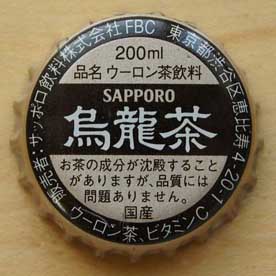 販売者・サッポロ飲料株式会社FBC 東京都渋谷区恵比寿4-20-1
200ml
品名 ウーロン茶飲料
SAPPORO
烏龍茶
お茶の成分が沈殿すること
がありますが、品質には
問題ありません。
国産
ウーロン茶、ビタミンC